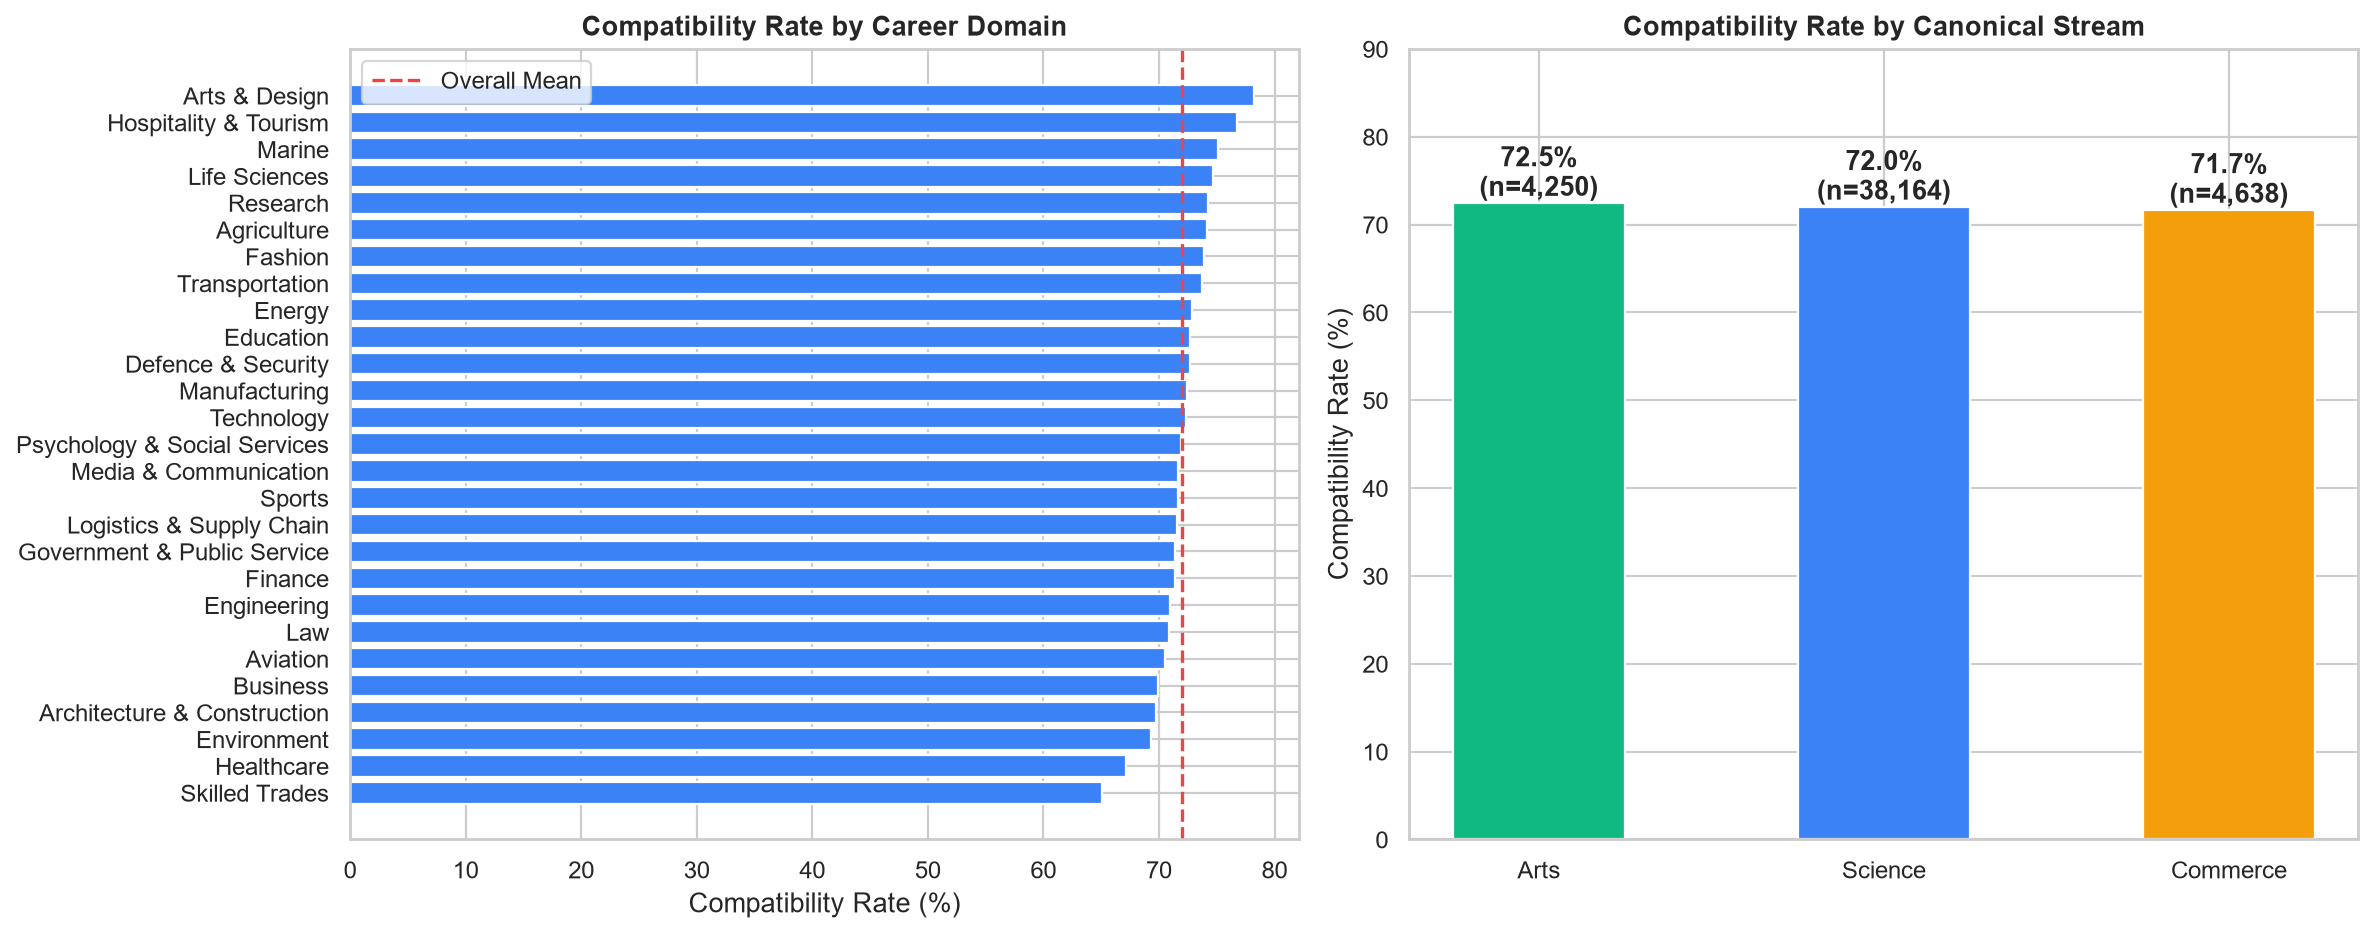 Compatibility Rate by Career Domain
Overall Mean
Arts & Design
Hospitality & Tourism
Marine
Life Sciences
Research
Agriculture
Fashion
Transportation
Energy
Education
Defence & Security
Manufacturing
Technology
Psychology & Social Services
Media & Communication
Sports
Logistics & Supply Chain
Government & Public Service
Finance
Engineering
Law
Aviation
Business
Architecture & Construction
Environment
Healthcare
Skilled Trades
0 10 20 30 40 50 60 70 80
Compatibility Rate (%)
Compatibility Rate by Canonical Stream
Compatibility Rate (%)
90
80
70
60
50
40
30
20
10
0
72.5%
(n=4,250)
72.0%
(n=38,164)
71.7%
(n=4,638)
Arts Science Commerce